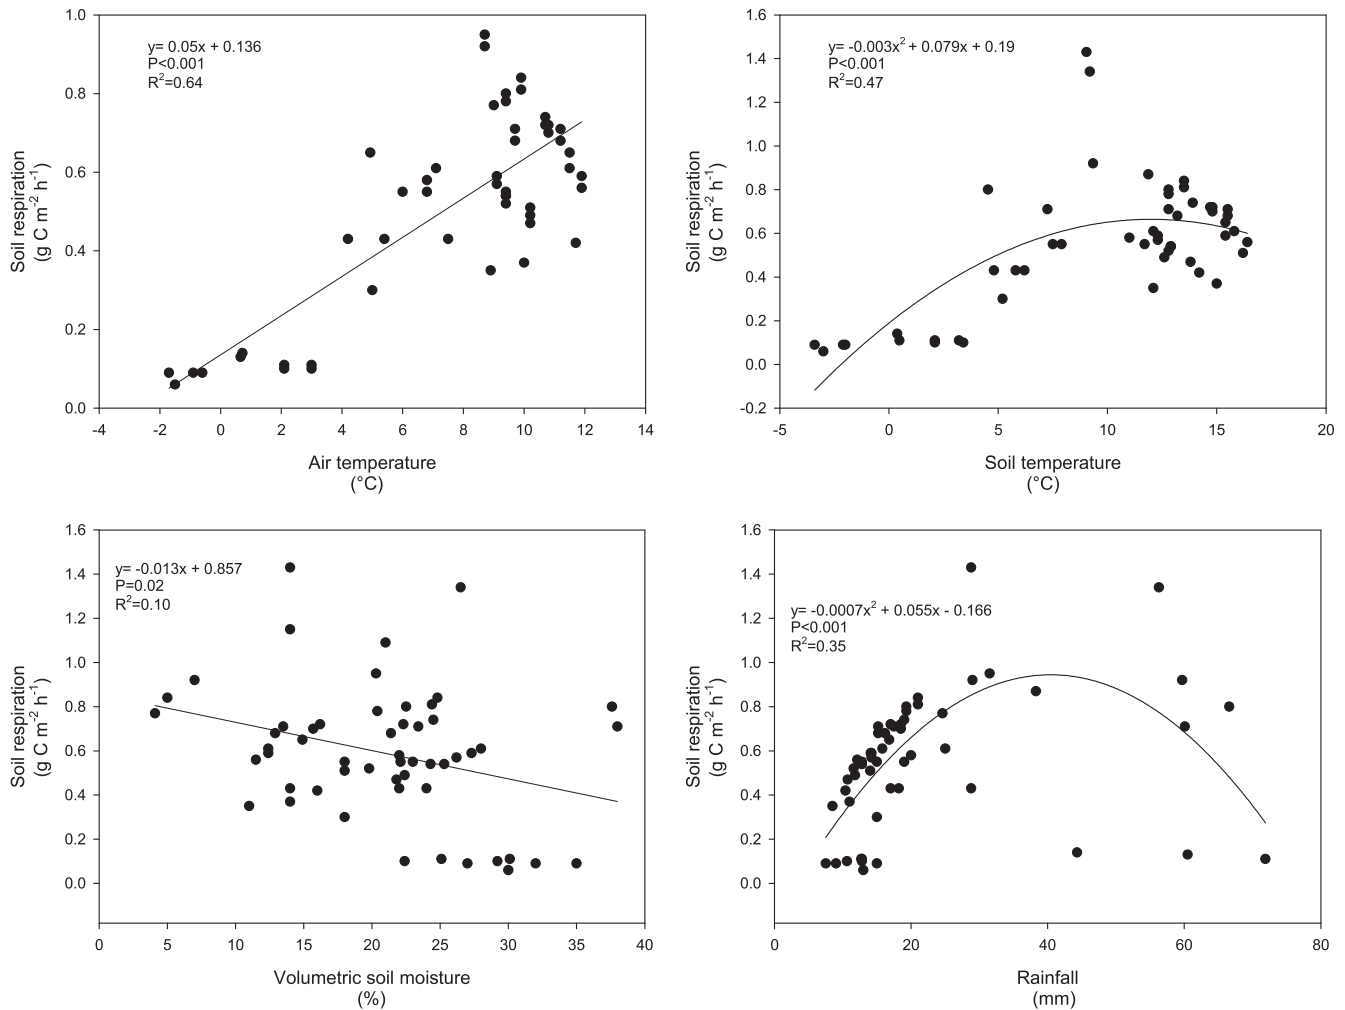 y= 0.05x + 0.136
P<0.001
R²=0.64
1.0
0.8
0.6
0.4
0.2
0.0
Soil respiration
(g C m⁻² h⁻¹)
-4 -2 0 2 4 6 8 10 12 14
Air temperature
(°C)
y= -0.003x² + 0.079x + 0.19
P<0.001
R²=0.47
1.6
1.4
1.2
1.0
0.8
0.6
0.4
0.2
0.0
-0.2
Soil respiration
(g C m⁻² h⁻¹)
-5 0 5 10 15 20
Soil temperature
(°C)
y= -0.013x + 0.857
P=0.02
R²=0.10
1.6
1.4
1.2
1.0
0.8
0.6
0.4
0.2
0.0
Soil respiration
(g C m⁻² h⁻¹)
0 5 10 15 20 25 30 35 40
Volumetric soil moisture
(%)
y= -0.0007x² + 0.055x - 0.166
P<0.001
R²=0.35
1.6
1.4
1.2
1.0
0.8
0.6
0.4
0.2
0.0
Soil respiration
(g C m⁻² h⁻¹)
0 20 40 60 80
Rainfall
(mm)